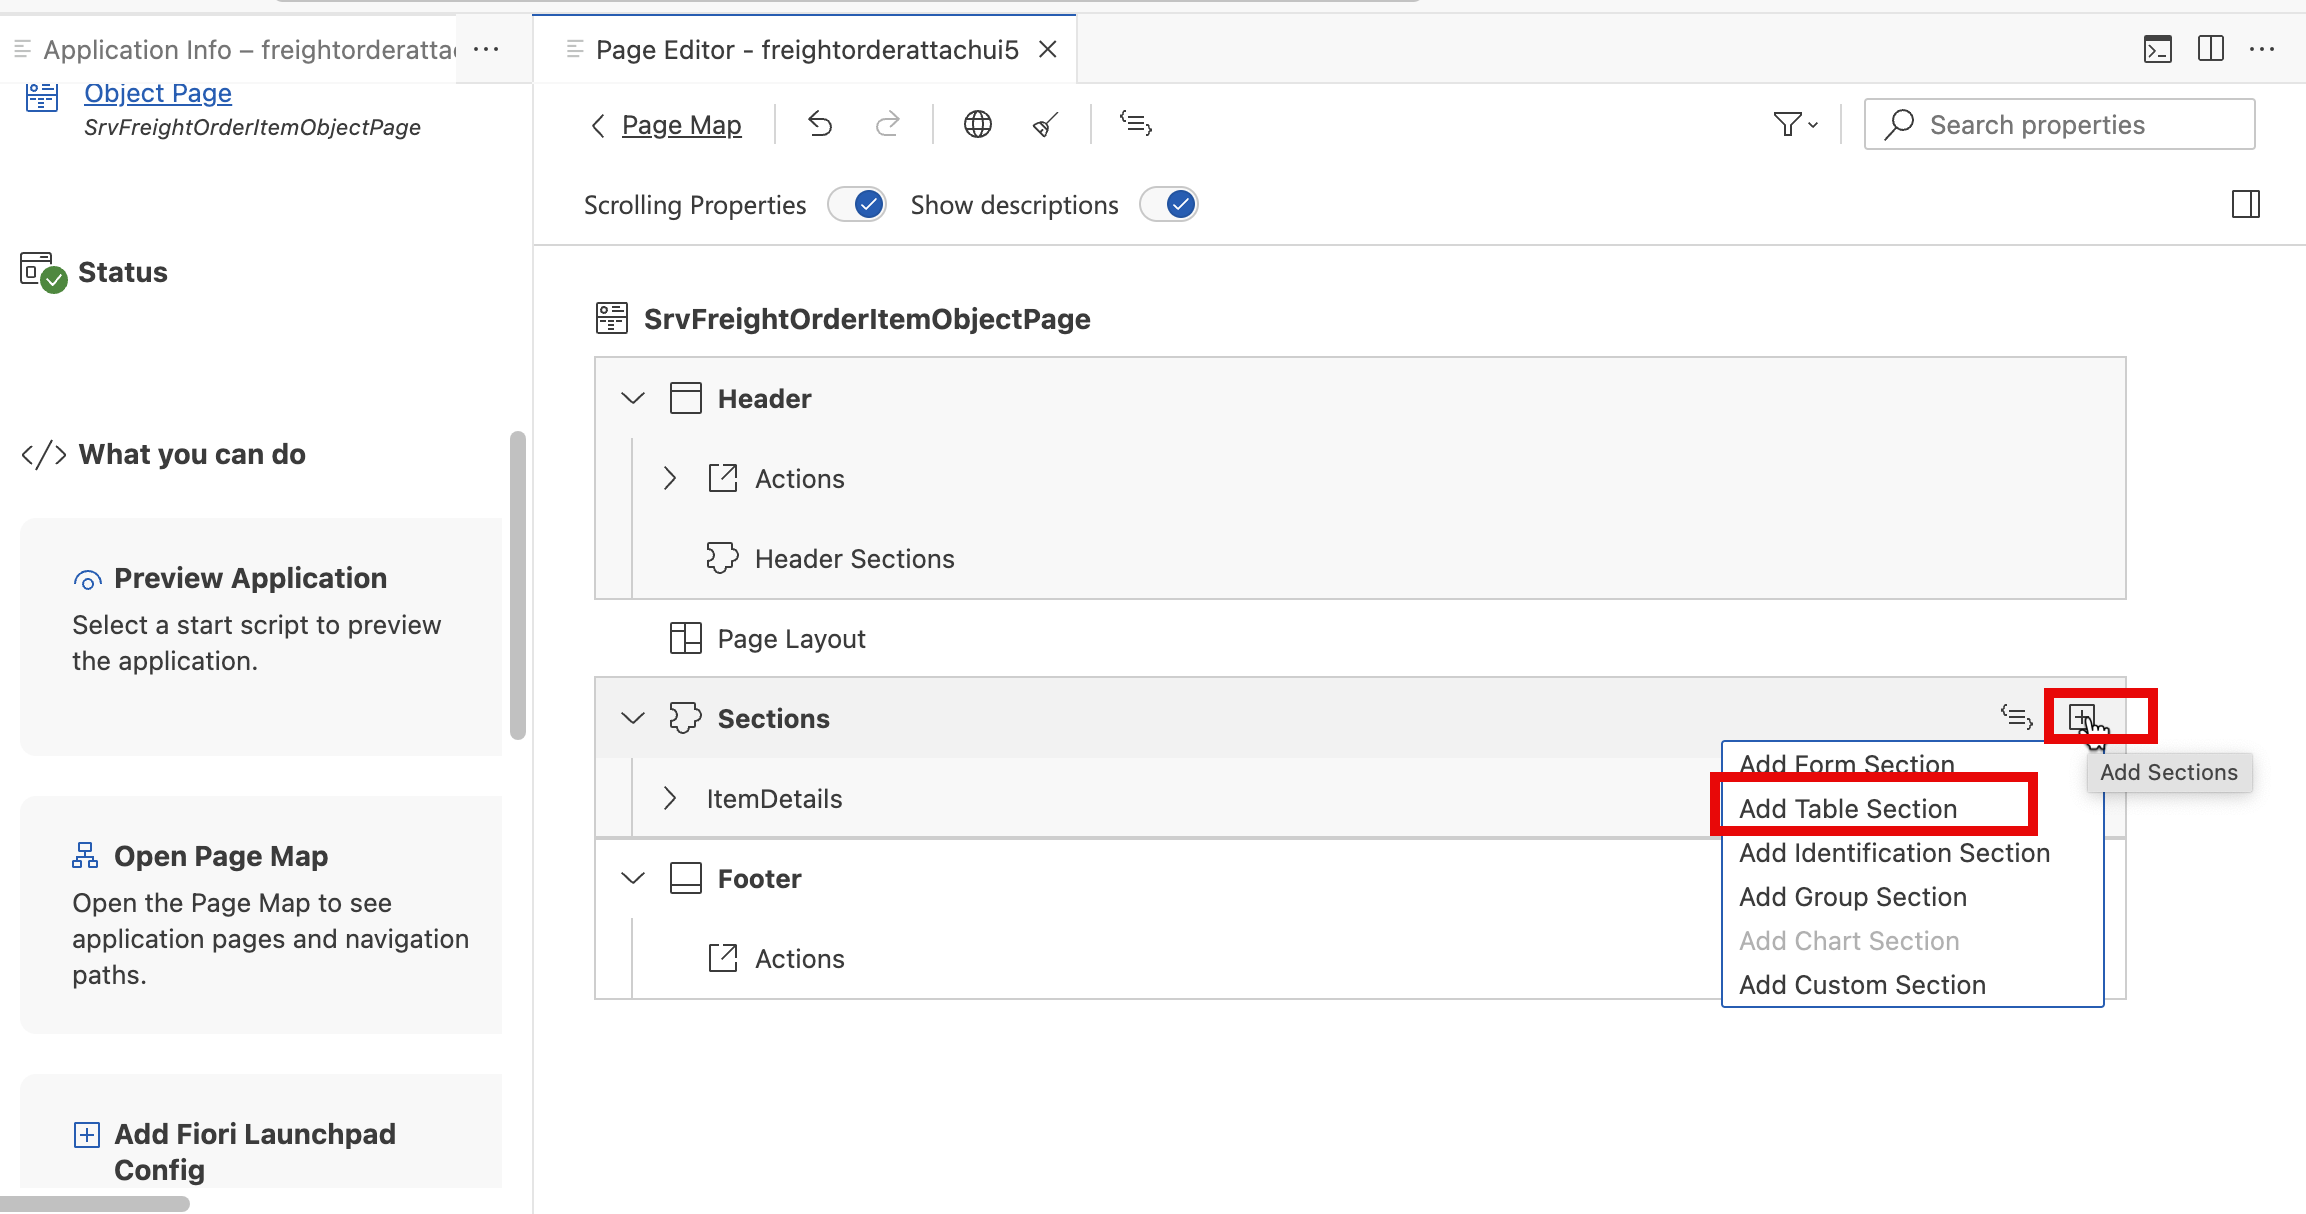 Application Info – freightorderattac ···
Page Editor - freightorderattachui5
Object Page
SrvFreightOrderItemObjectPage
Status
What you can do
Preview Application
Select a start script to preview
the application.
Open Page Map
Open the Page Map to see
application pages and navigation
paths.
Add Fiori Launchpad
Config
Page Map
Search properties
Scrolling Properties
Show descriptions
SrvFreightOrderItemObjectPage
Header
Actions
Header Sections
Page Layout
Sections
ItemDetails
Footer
Actions
Add Form Section
Add Table Section
Add Identification Section
Add Group Section
Add Chart Section
Add Custom Section
Add Sections